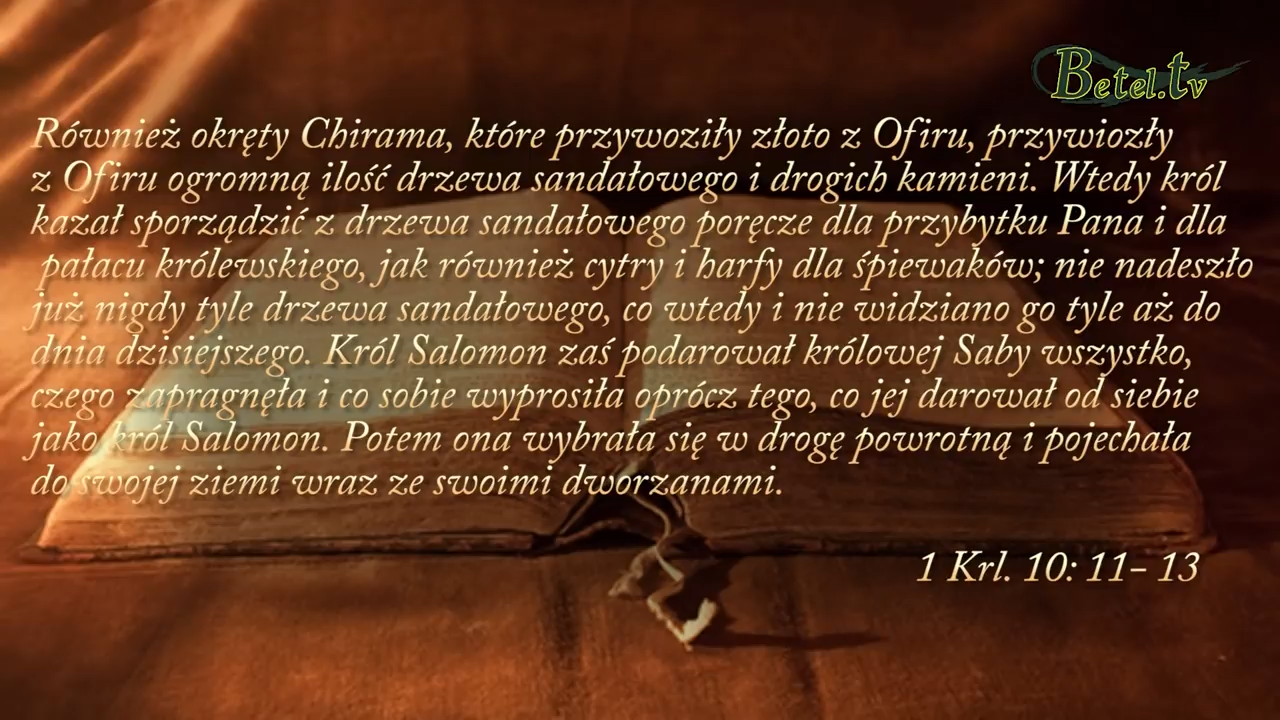 Betel.tv
Również okręty Chirama, które przywoziły złoto z Ofiru, przywiozły
z Ofiru ogromną ilość drzewa sandałowego i drogich kamieni. Wtedy król
kazał sporządzić z drzewa sandałowego poręcze dla przybytku Pana i dla
pałacu królewskiego, jak również cytry i harfy dla śpiewaków; nie nadeszło
już nigdy tyle drzewa sandałowego, co wtedy i nie widziano go tyle aż do
dnia dzisiejszego. Król Salomon zaś podarował królowej Saby wszystko,
czego zapragnęła i co sobie wyprosiła oprócz tego, co jej darował od siebie
jako król Salomon. Potem ona wybrała się w drogę powrotną i pojechała
do swojej ziemi wraz ze swoimi dworzanami.
1 Krl. 10: 11- 13